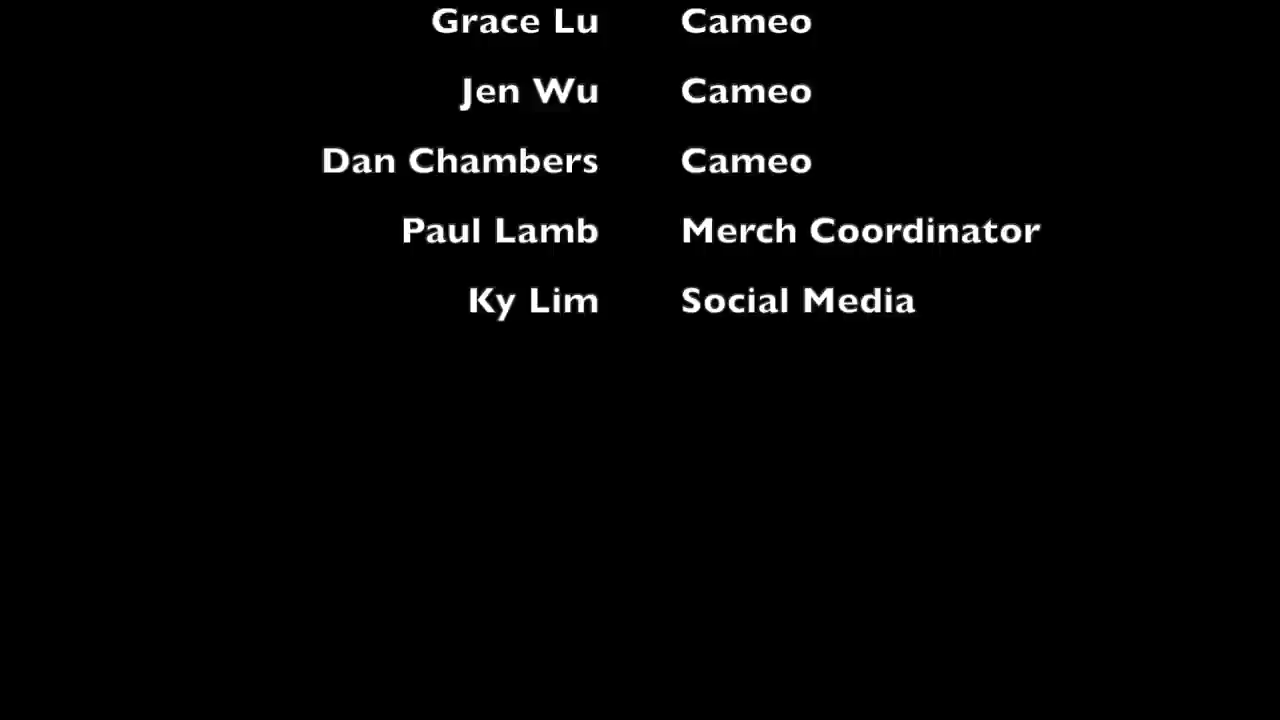 Grace Lu Cameo
Jen Wu Cameo
Dan Chambers Cameo
Paul Lamb Merch Coordinator
Ky Lim Social Media